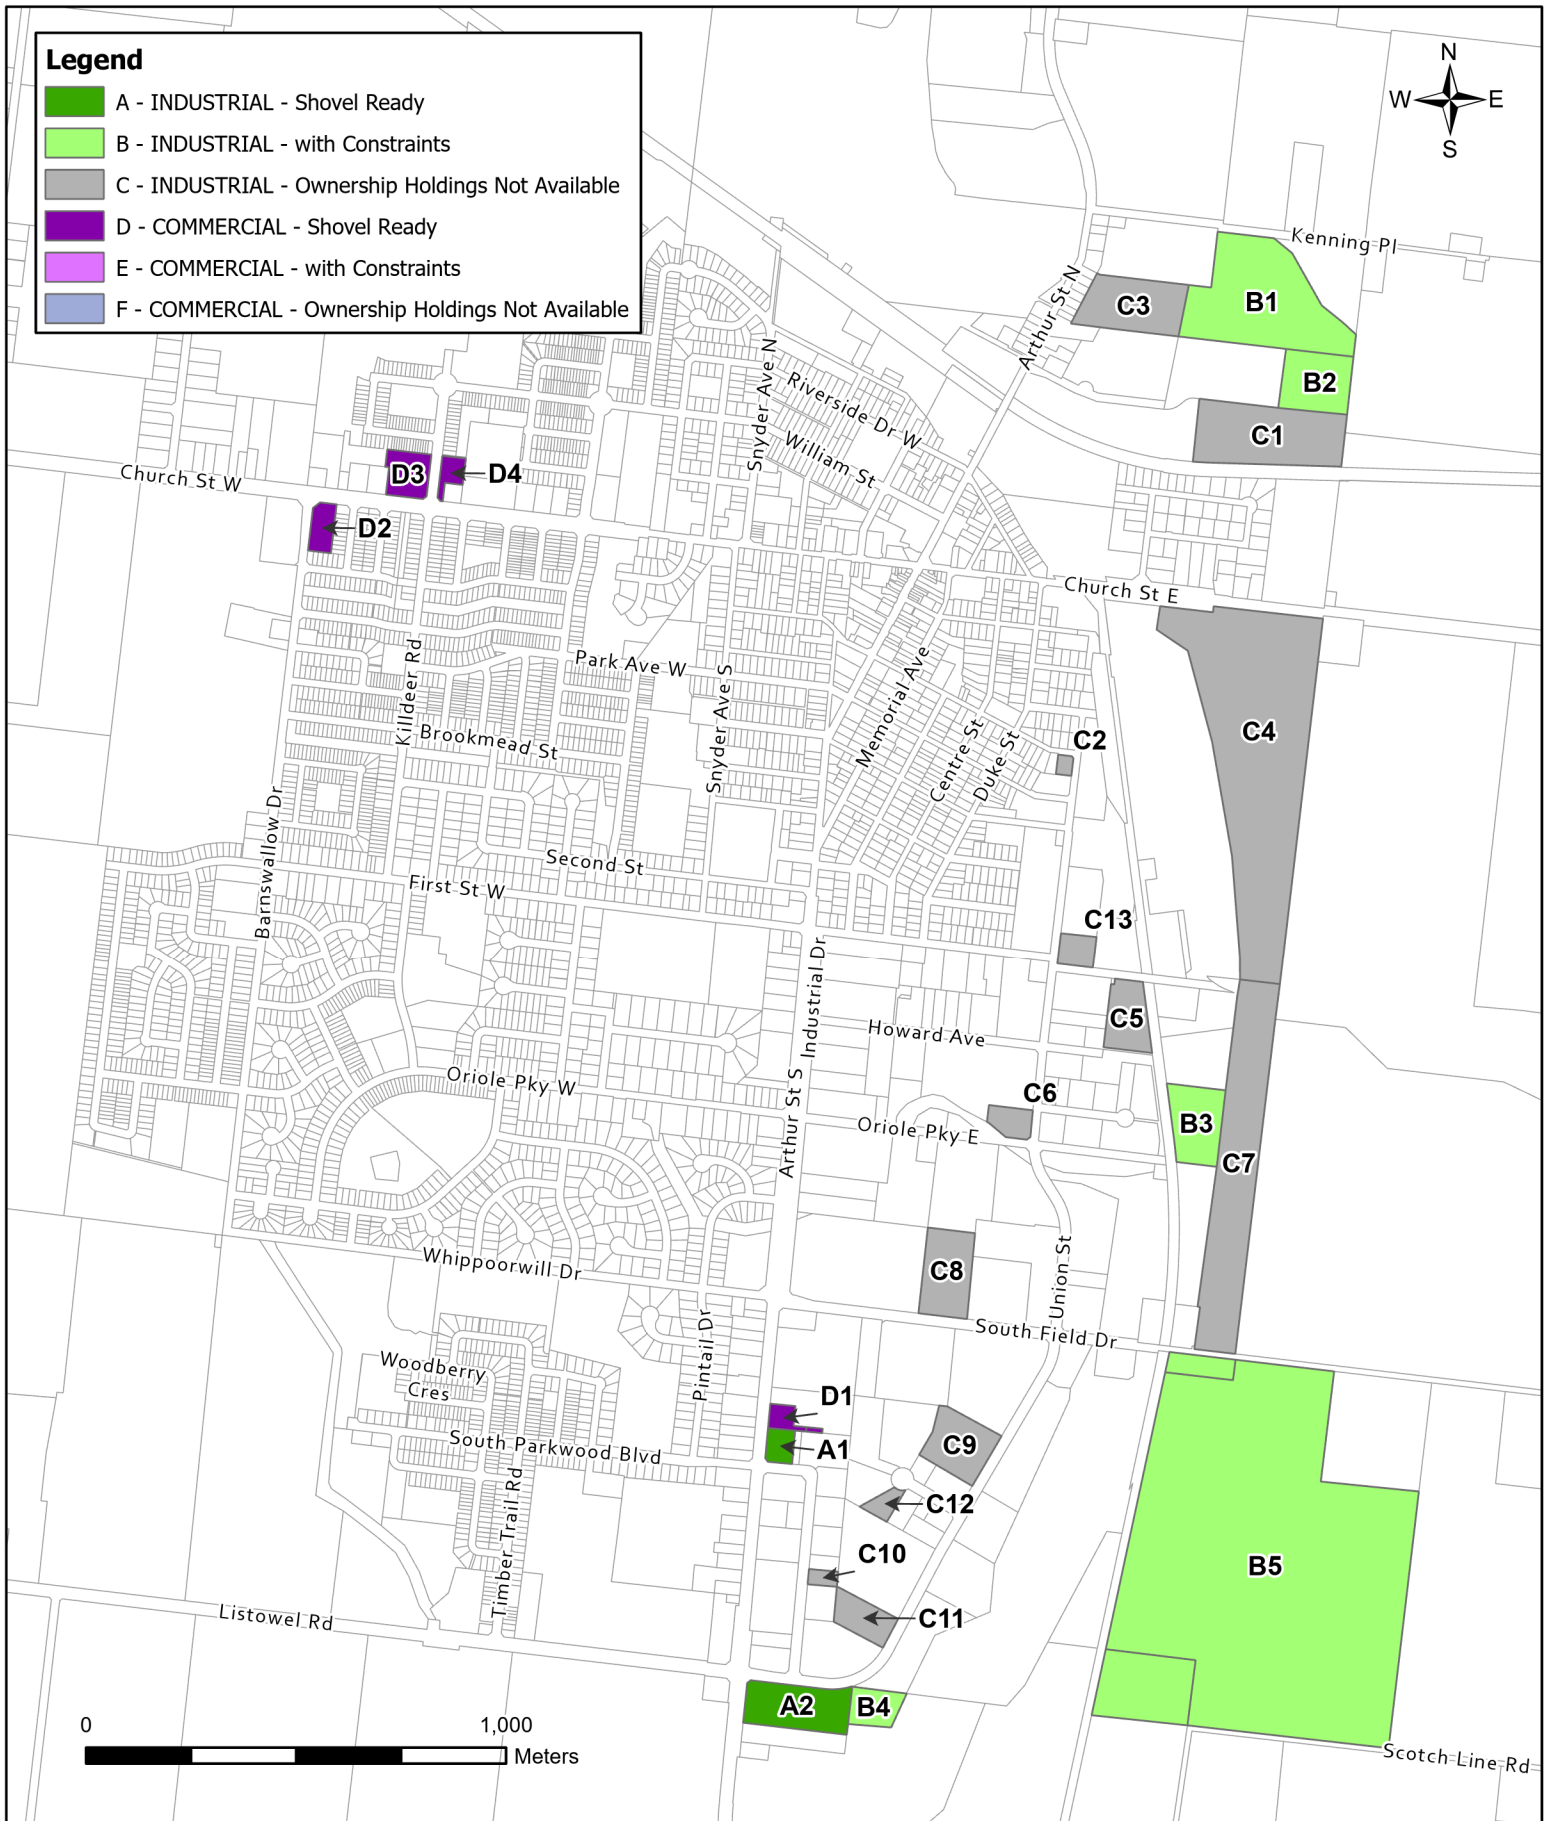 Legend
A - INDUSTRIAL - Shovel Ready
B - INDUSTRIAL - with Constraints
C - INDUSTRIAL - Ownership Holdings Not Available
D - COMMERCIAL - Shovel Ready
E - COMMERCIAL - with Constraints
F - COMMERCIAL - Ownership Holdings Not Available
N
W E
S
Kenning Pl
Arthur St N
C3
B1
B2
C1
Snyder Ave N
Riverside Dr W
William St
Church St W
D3
D4
D2
Church St E
Killdeer Rd
Park Ave W
Snyder Ave S
Memorial Ave
Centre St
Duke St
C2
C4
Brookmead St
Barnswallow Dr
Second St
First St W
C13
Industrial Dr
Howard Ave
C5
Oriole Pky W
Arthur St S
C6
Oriole Pky E
B3
C7
Whippoorwill Dr
C8
Union St
South Field Dr
Pintail Dr
Woodberry
Cres
D1
A1
South Parkwood Blvd
C9
C12
Timber Trail Rd
C10
B5
C11
Listowel Rd
A2
B4
0 1,000
Meters
Scotch Line Rd